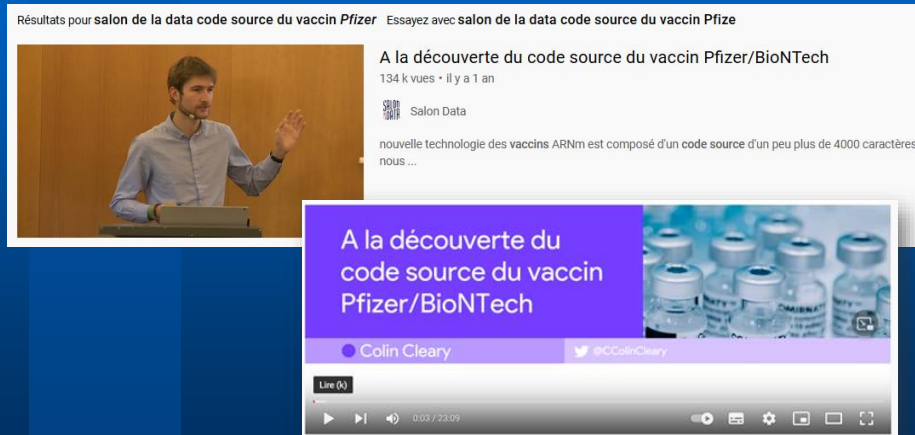 Résultats pour salon de la data code source du vaccin Pfizer Essayez avec salon de la data code source du vaccin Pfize
A la découverte du code source du vaccin Pfizer/BioNTech
134 k vues • il y a 1 an
SALON DATA
Salon Data
nouvelle technologie des vaccins ARNm est composé d'un code source d'un peu plus de 4000 caractères
nous ...
A la découverte du
code source du vaccin
Pfizer/BioNTech
Colin Cleary
@CColinCleary
Lire (k)
0:03 / 23:09